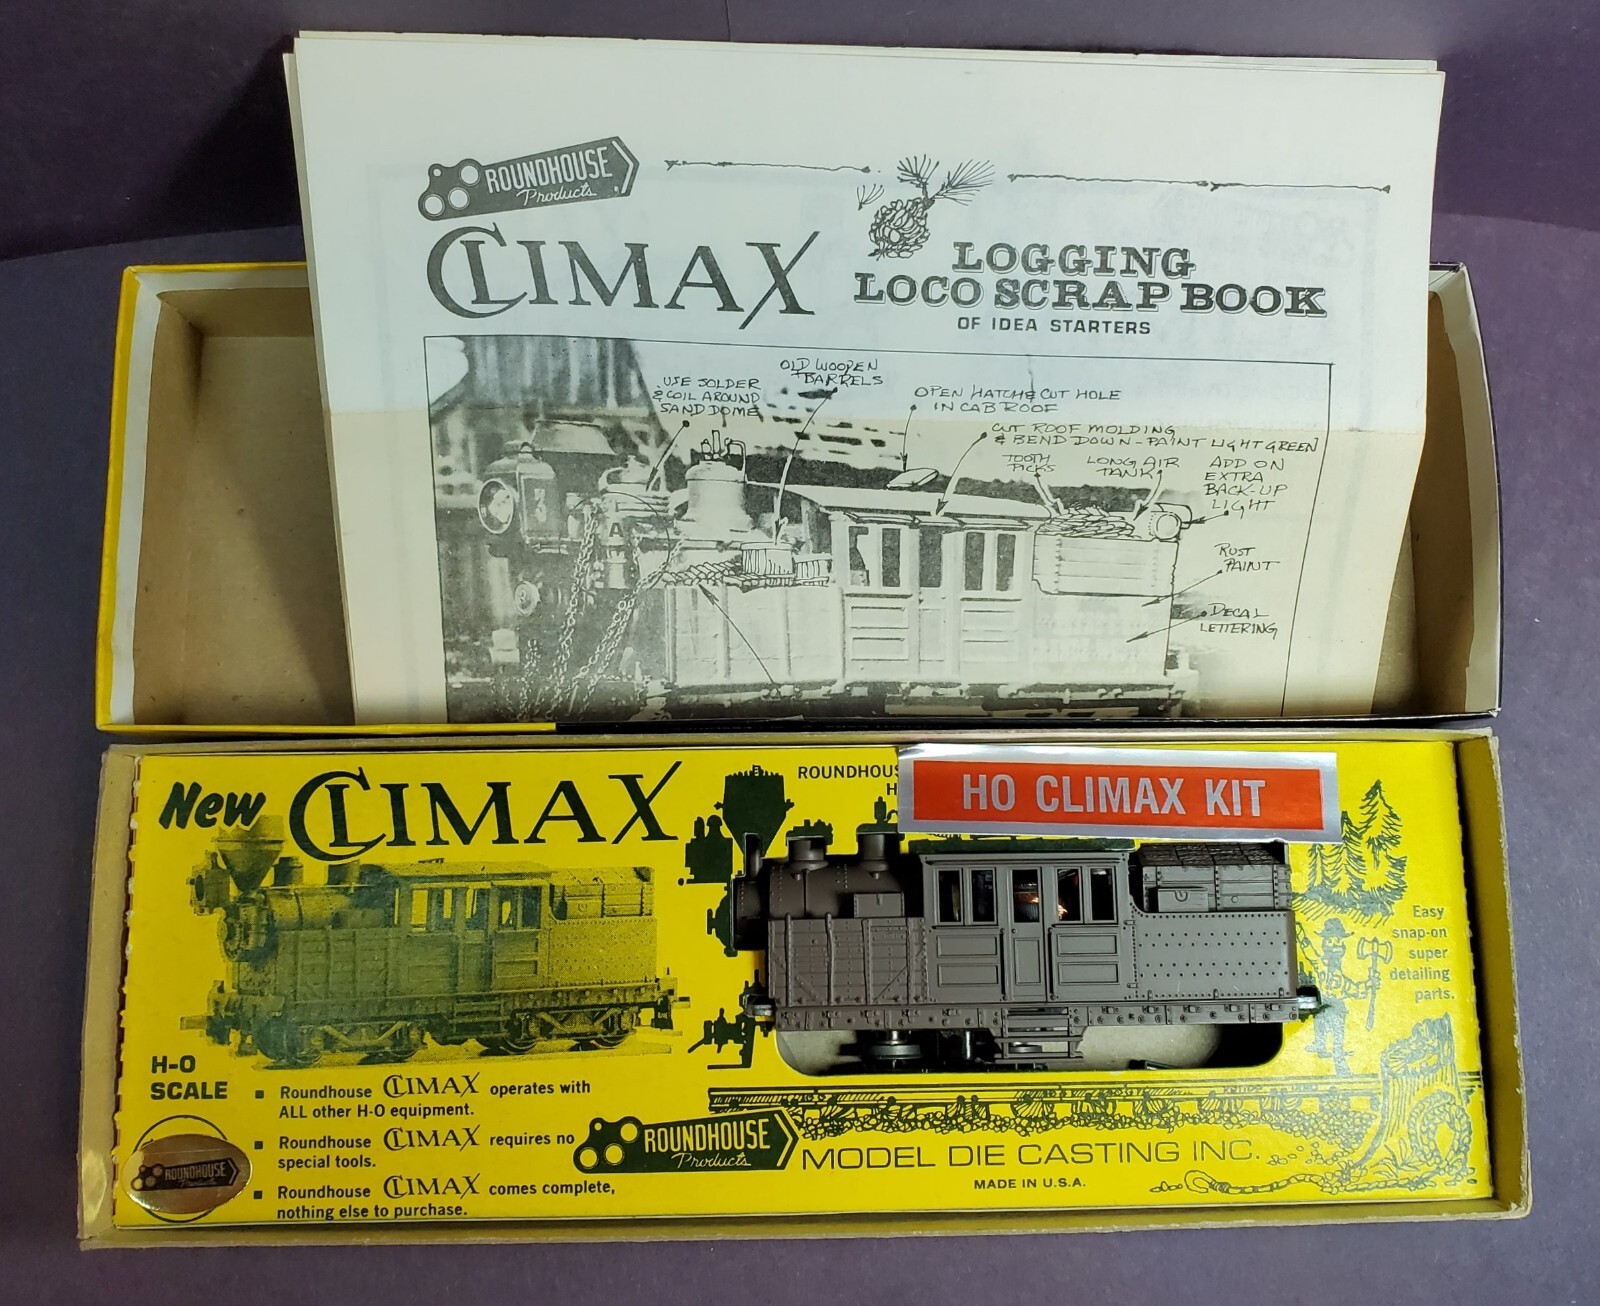 ROUNDHOUSE
Products
CLIMAX
LOGGING
LOCO SCRAP BOOK
OF IDEA STARTERS
USE SOLDER
& COIL AROUND
SAND DOME
OLD WOODEN
BARRELS
OPEN HATCH & CUT HOLE
IN CAB ROOF
CUT ROOF MOLDING
& BEND DOWN - PAINT LIGHT GREEN
TOOTH
PICKS
LONG AIR
TANK
ADD ON
EXTRA
BACK-UP
LIGHT
RUST
PAINT
DECAL
LETTERING
3
New CLIMAX
ROUNDHOUS
H
HO CLIMAX KIT
Easy
snap-on
super
detailing
parts.
H-O
SCALE
Roundhouse CLIMAX operates with
ALL other H-O equipment.
Roundhouse CLIMAX requires no
special tools.
Roundhouse CLIMAX comes complete,
nothing else to purchase.
ROUNDHOUSE
Products
ROUNDHOUSE
Products
MODEL DIE CASTING INC.
MADE IN U.S.A.